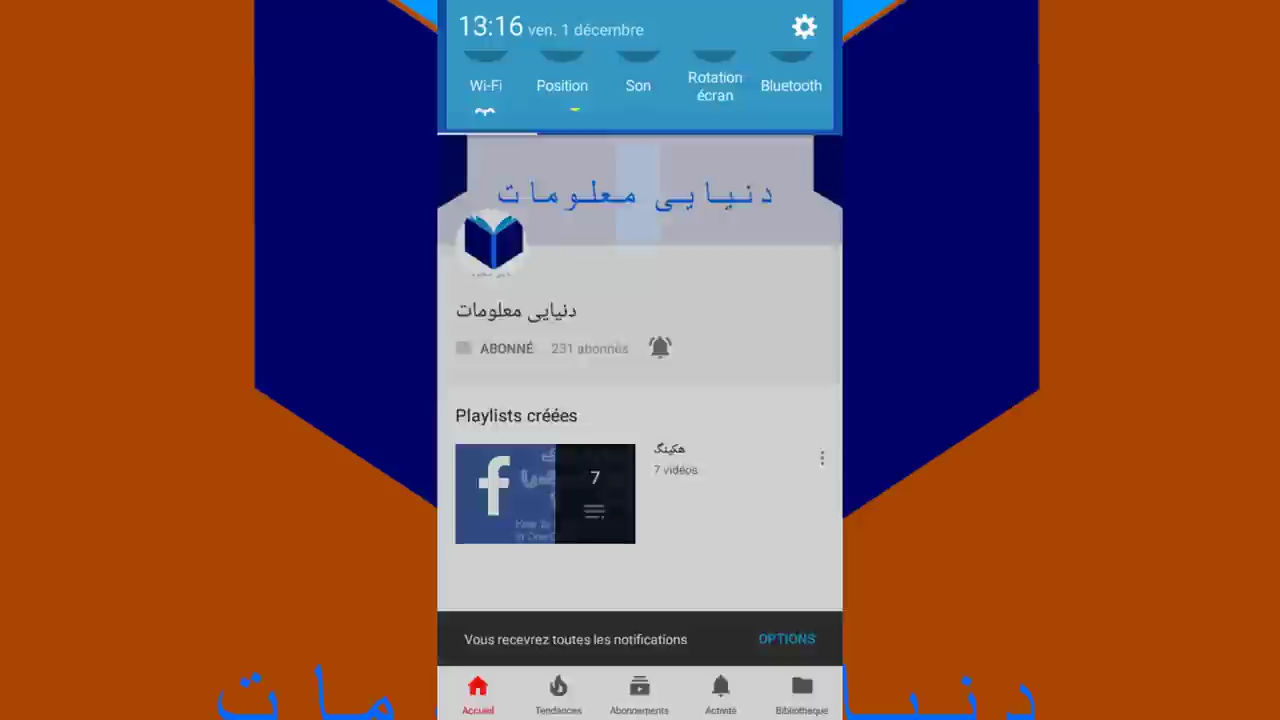 13:16 ven. 1 décembre
Wi-Fi
Position
Son
Rotation écran
Bluetooth
دنیایی معلومات
دنیایی معلومات
ABONNÉ 231 abonnés
Playlists créées
هکینگ
7 vidéos
7
Vous recevrez toutes les notifications OPTIONS
Accueil
Tendances
Abonnements
Activité
Bibliothèque